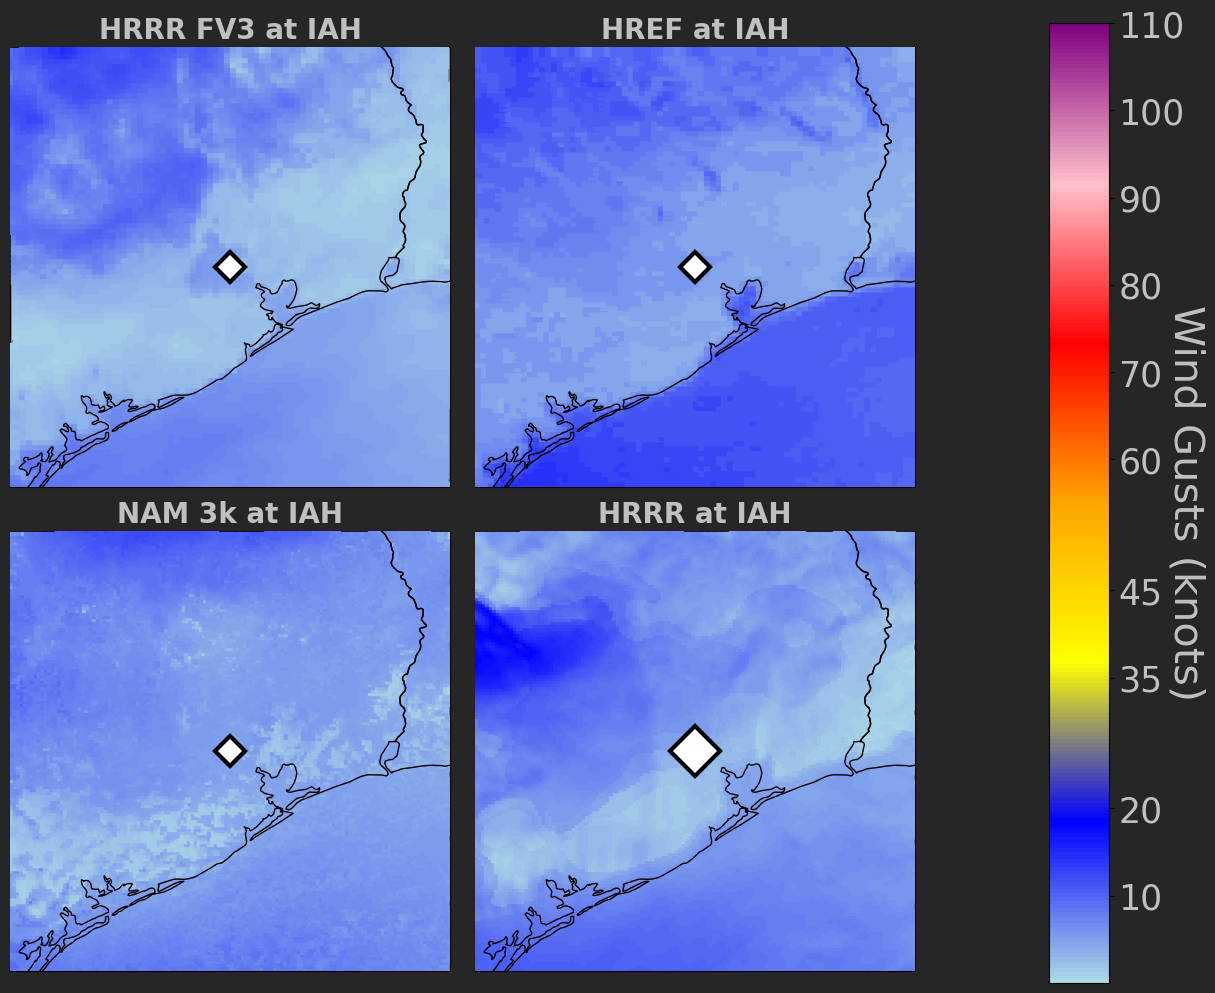 HRRR FV3 at IAH
HREF at IAH
NAM 3k at IAH
HRRR at IAH
110
100
90
80
70
60
45
35
20
10
Wind Gusts (knots)